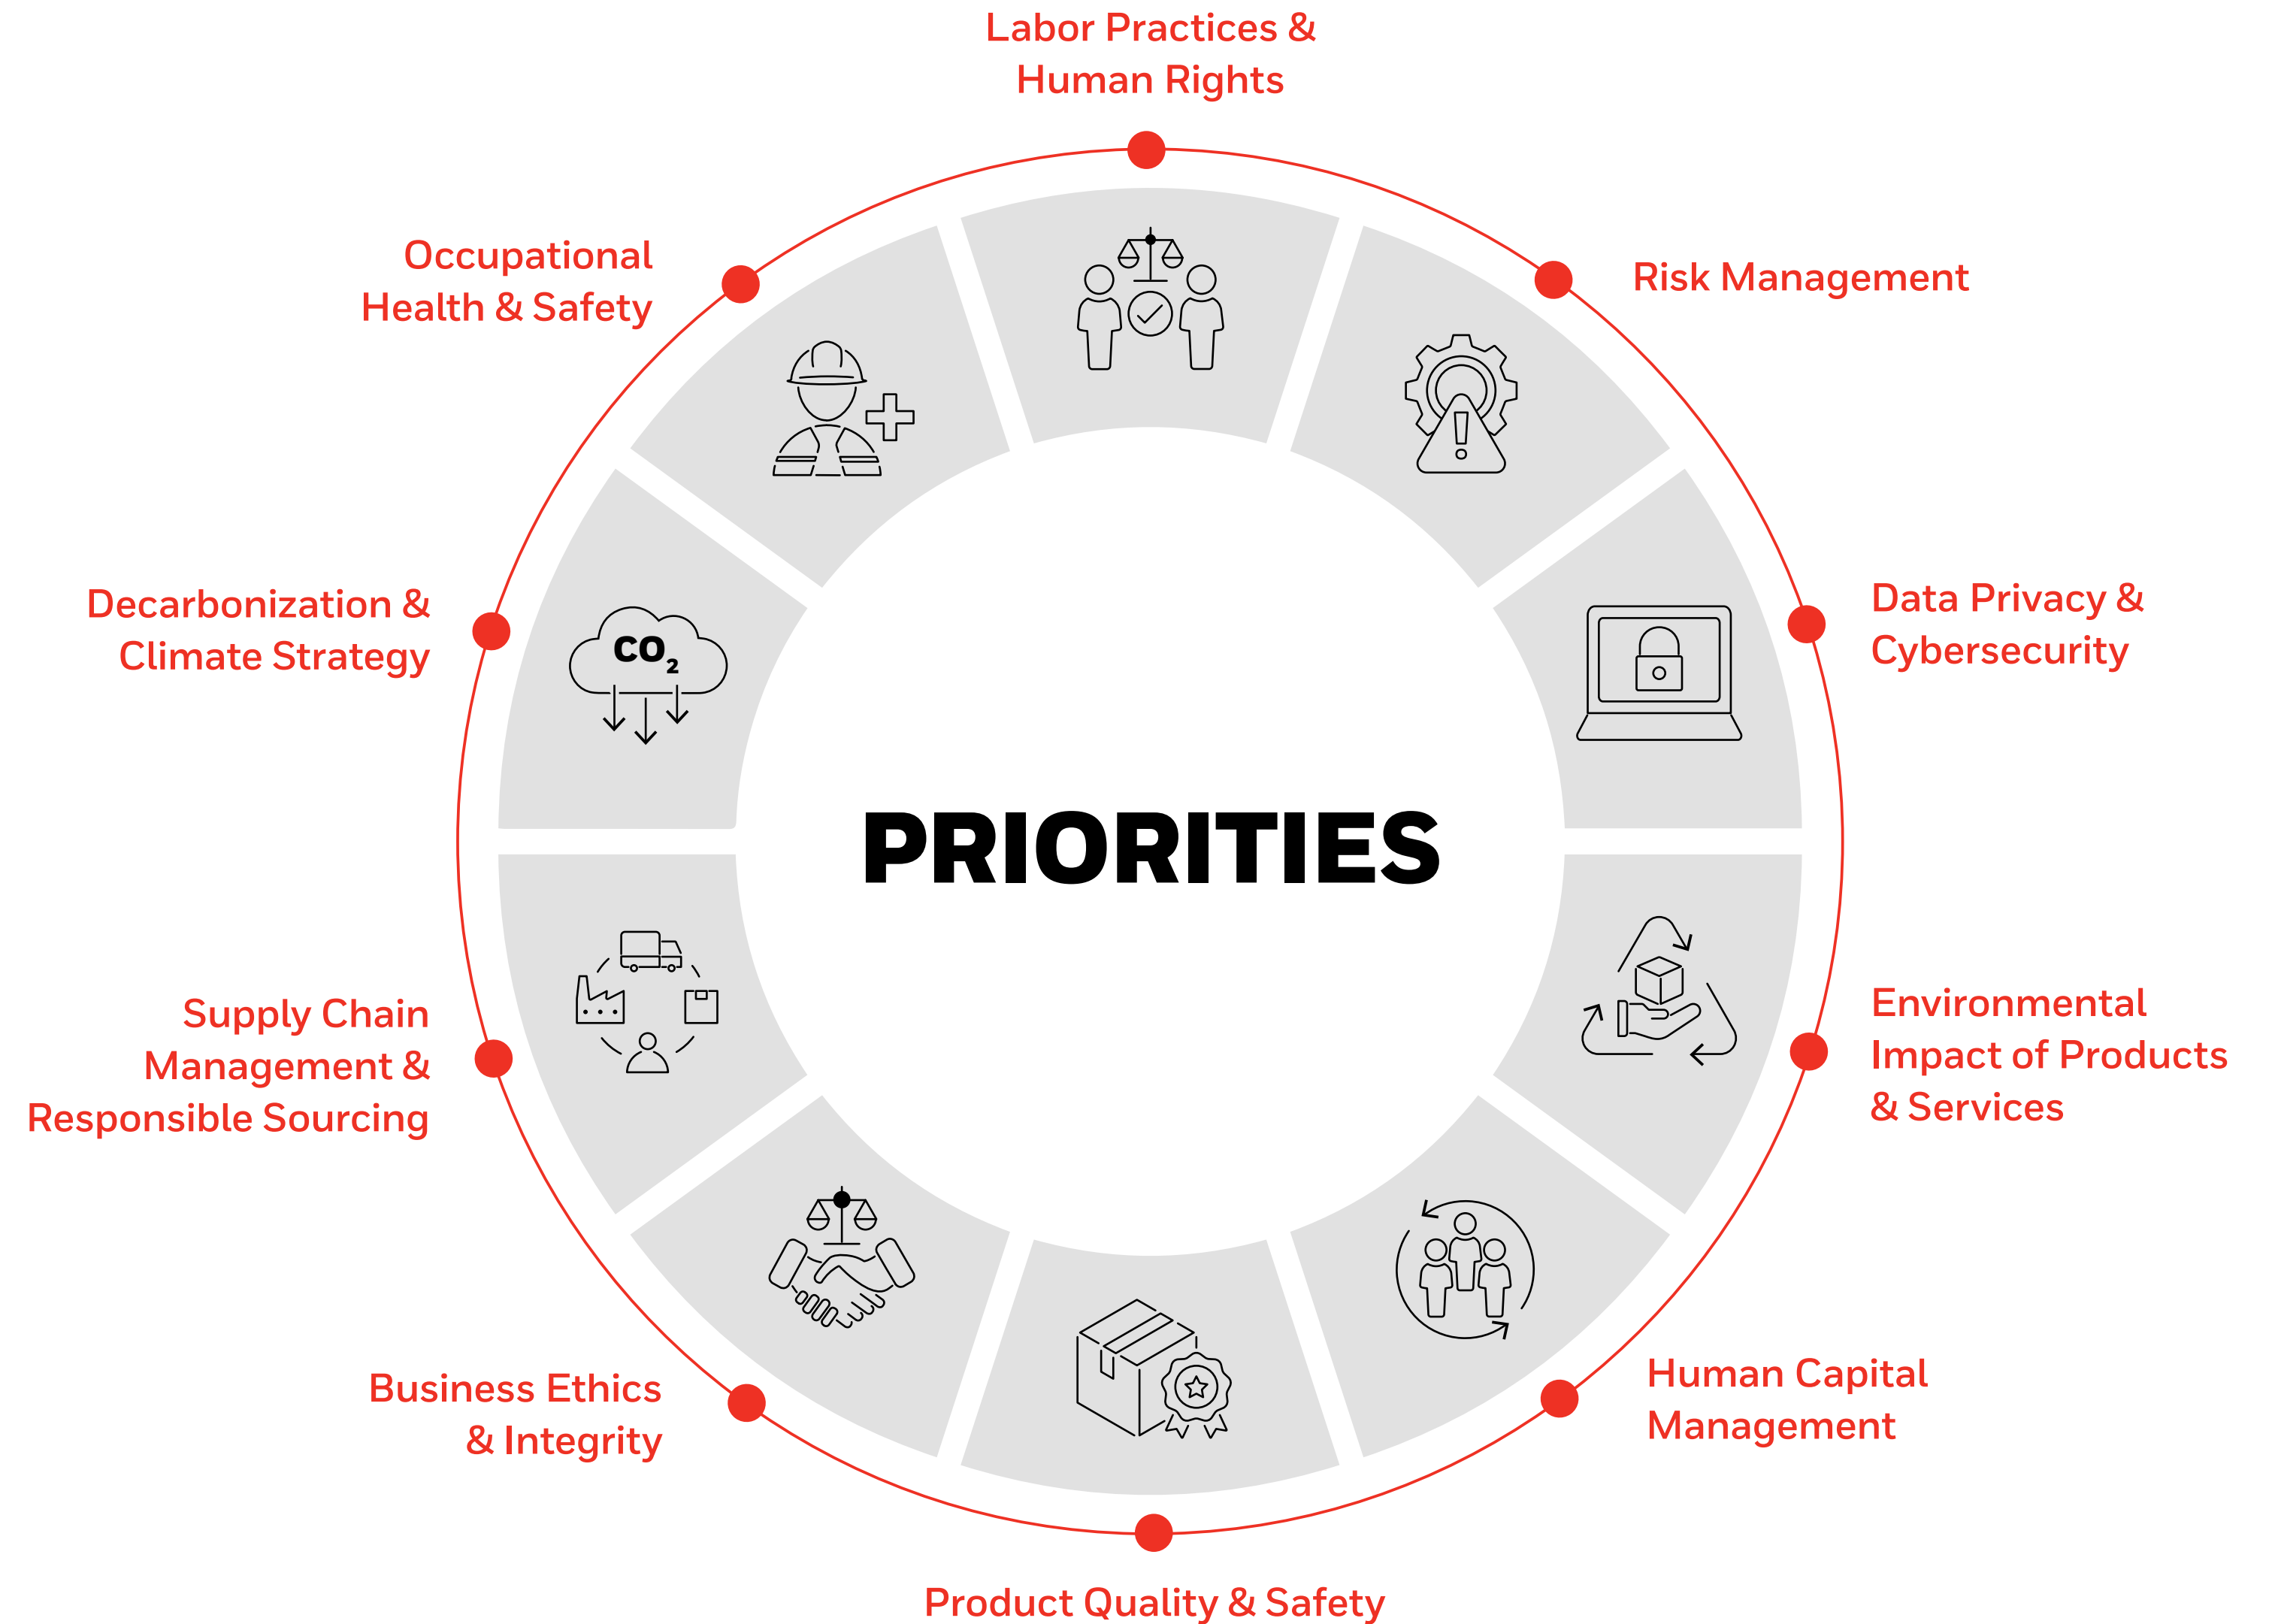 Labor Practices &
Human Rights
Risk Management
Data Privacy &
Cybersecurity
Environmental
Impact of Products
& Services
Human Capital
Management
Product Quality & Safety
Business Ethics
& Integrity
Supply Chain
Management &
Responsible Sourcing
Decarbonization &
Climate Strategy
Occupational
Health & Safety
CO₂
PRIORITIES